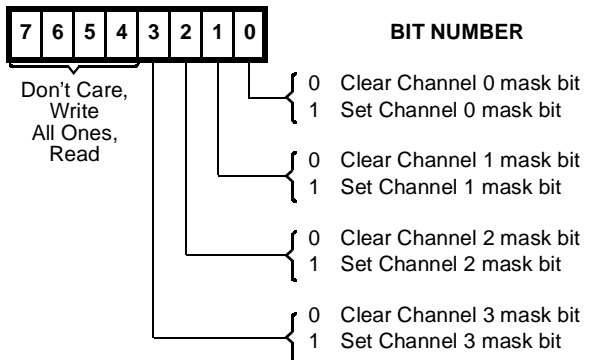 7 6 5 4 3 2 1 0
BIT NUMBER
Don't Care,
Write
All Ones,
Read
0 Clear Channel 0 mask bit
1 Set Channel 0 mask bit
0 Clear Channel 1 mask bit
1 Set Channel 1 mask bit
0 Clear Channel 2 mask bit
1 Set Channel 2 mask bit
0 Clear Channel 3 mask bit
1 Set Channel 3 mask bit